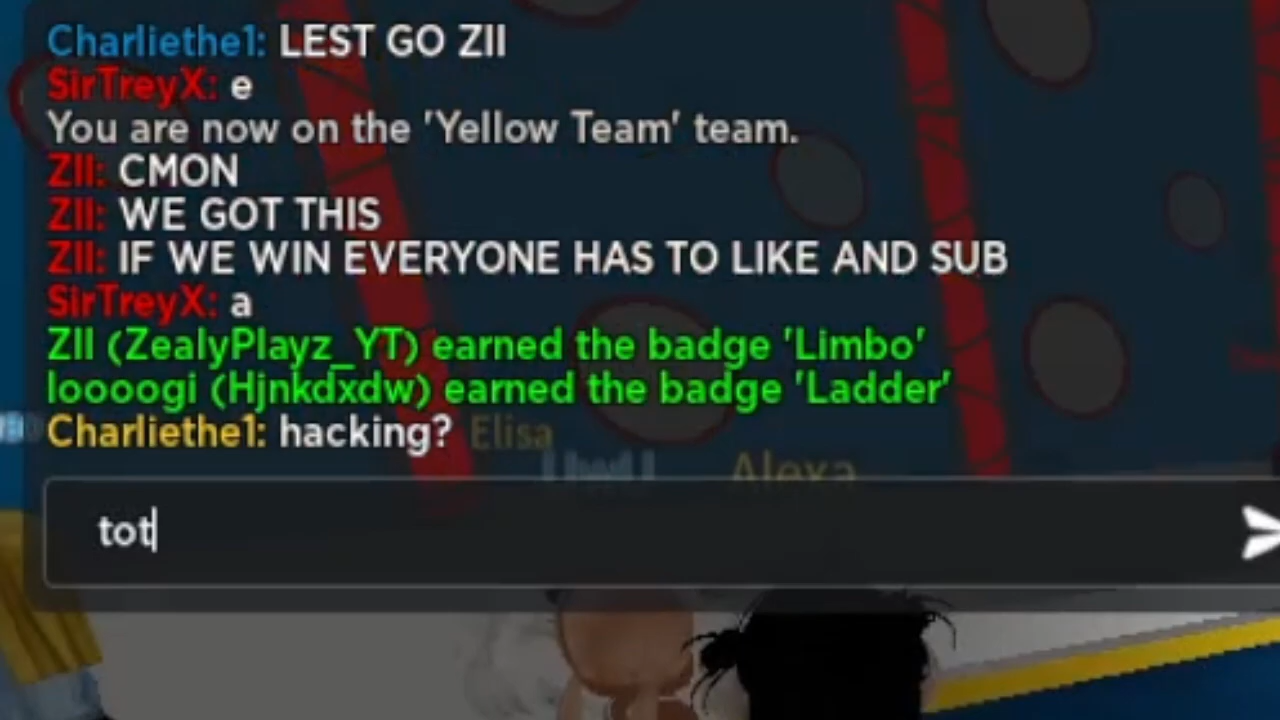 Charliethe1: LEST GO ZII
SirTreyX: e
You are now on the 'Yellow Team' team.
ZII: CMON
ZII: WE GOT THIS
ZII: IF WE WIN EVERYONE HAS TO LIKE AND SUB
SirTreyX: a
ZII (ZealyPlayz_YT) earned the badge 'Limbo'
loooogi (Hjnkdxdw) earned the badge 'Ladder'
Charliethe1: hacking?
Elisa
UwU
Alexa
tot